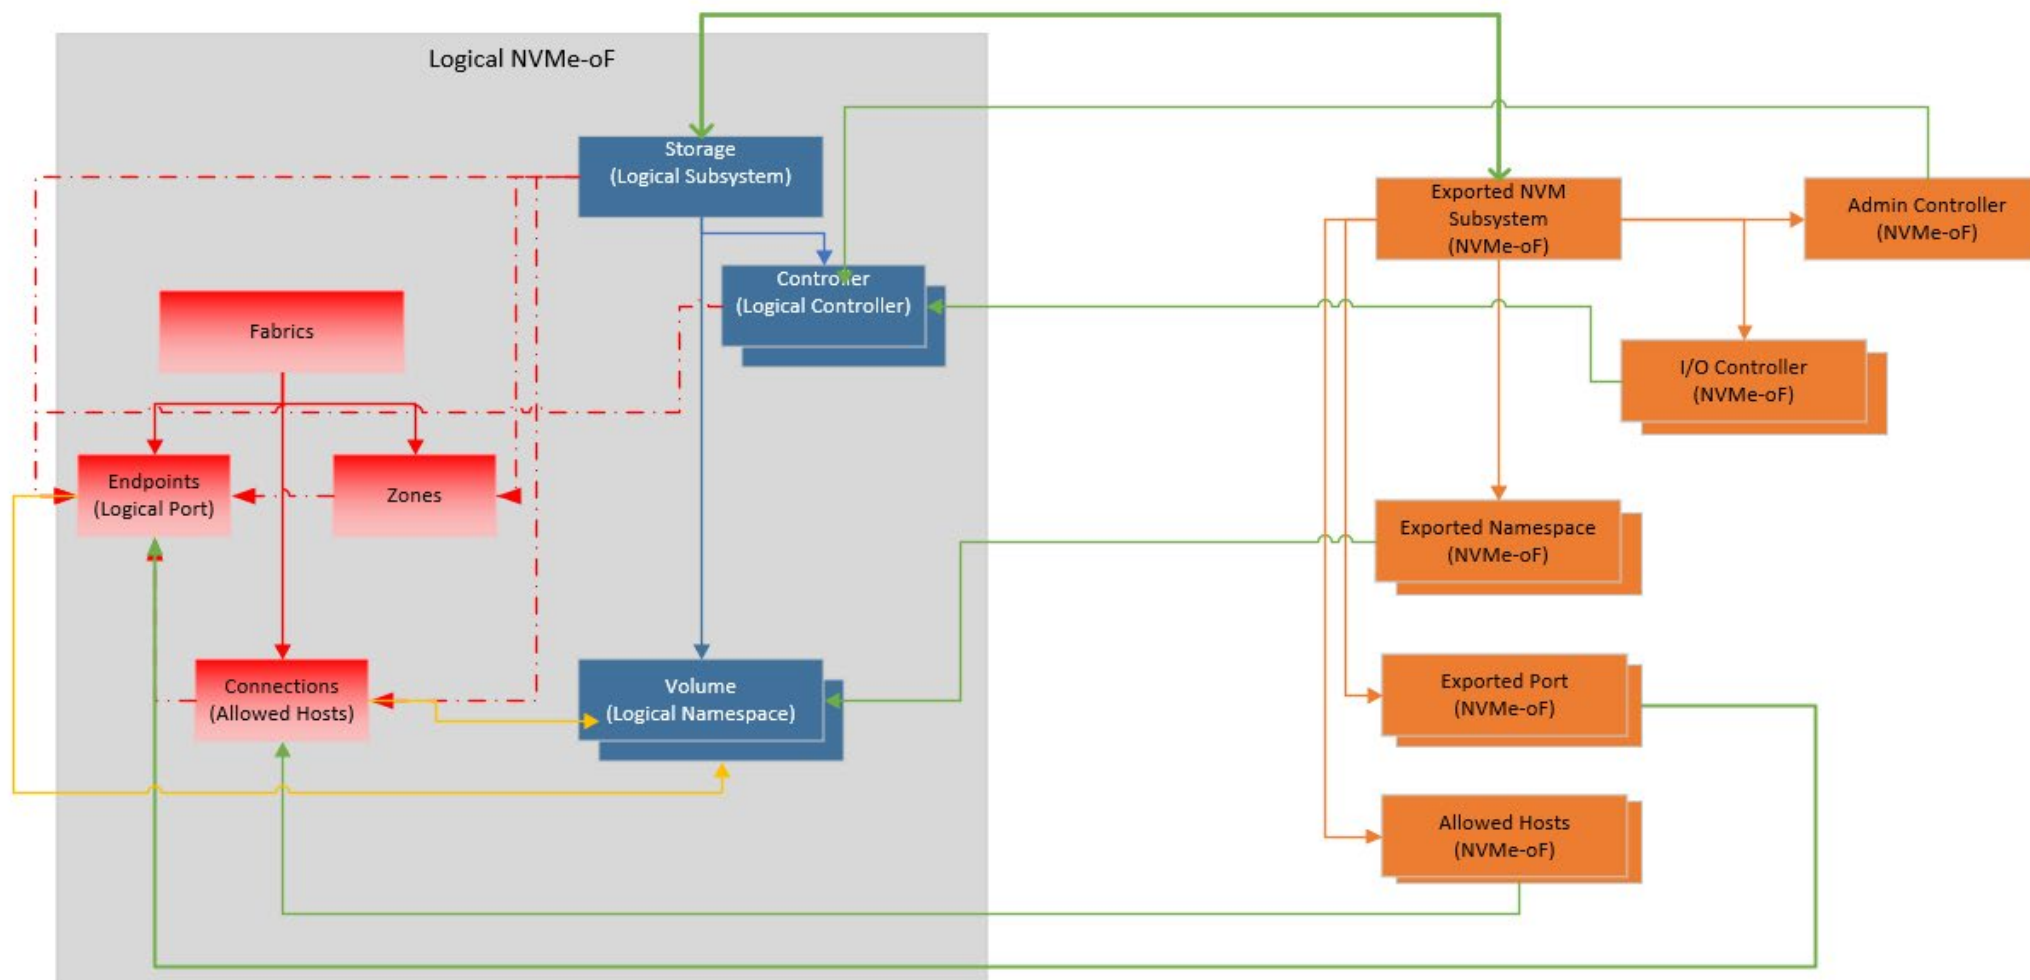 Logical NVMe-oF
Storage
(Logical Subsystem)
Exported NVM
Subsystem
(NVMe-oF)
Admin Controller
(NVMe-oF)
Controller
(Logical Controller)
Fabrics
I/O Controller
(NVMe-oF)
Endpoints
(Logical Port)
Zones
Exported Namespace
(NVMe-oF)
Connections
(Allowed Hosts)
Volume
(Logical Namespace)
Exported Port
(NVMe-oF)
Allowed Hosts
(NVMe-oF)